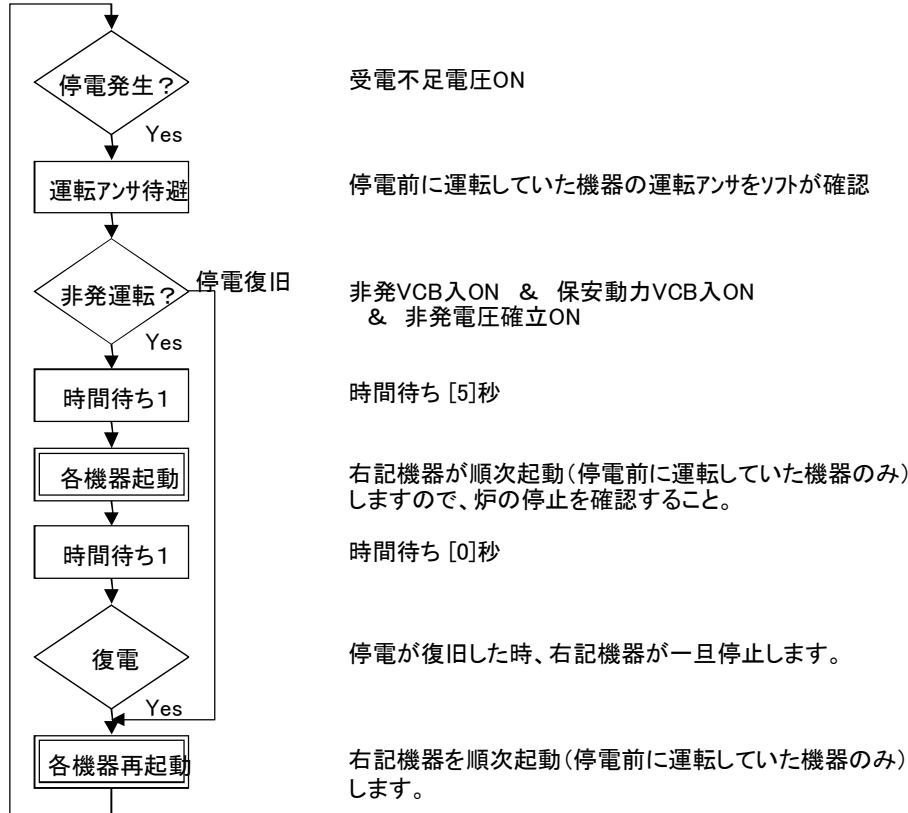 停電発生？
受電不足電圧ON
Yes
運転アンサ待避
停電前に運転していた機器の運転アンサをソフトが確認
非発運転？
停電復旧
非発VCB入ON ＆ 保安動力VCB入ON
＆ 非発電圧確立ON
Yes
時間待ち１
時間待ち [5]秒
各機器起動
右記機器が順次起動（停電前に運転していた機器のみ）
しますので、炉の停止を確認すること。
時間待ち１
時間待ち [0]秒
復電
停電が復旧した時、右記機器が一旦停止します。
Yes
各機器再起動
右記機器を順次起動（停電前に運転していた機器のみ）
します。